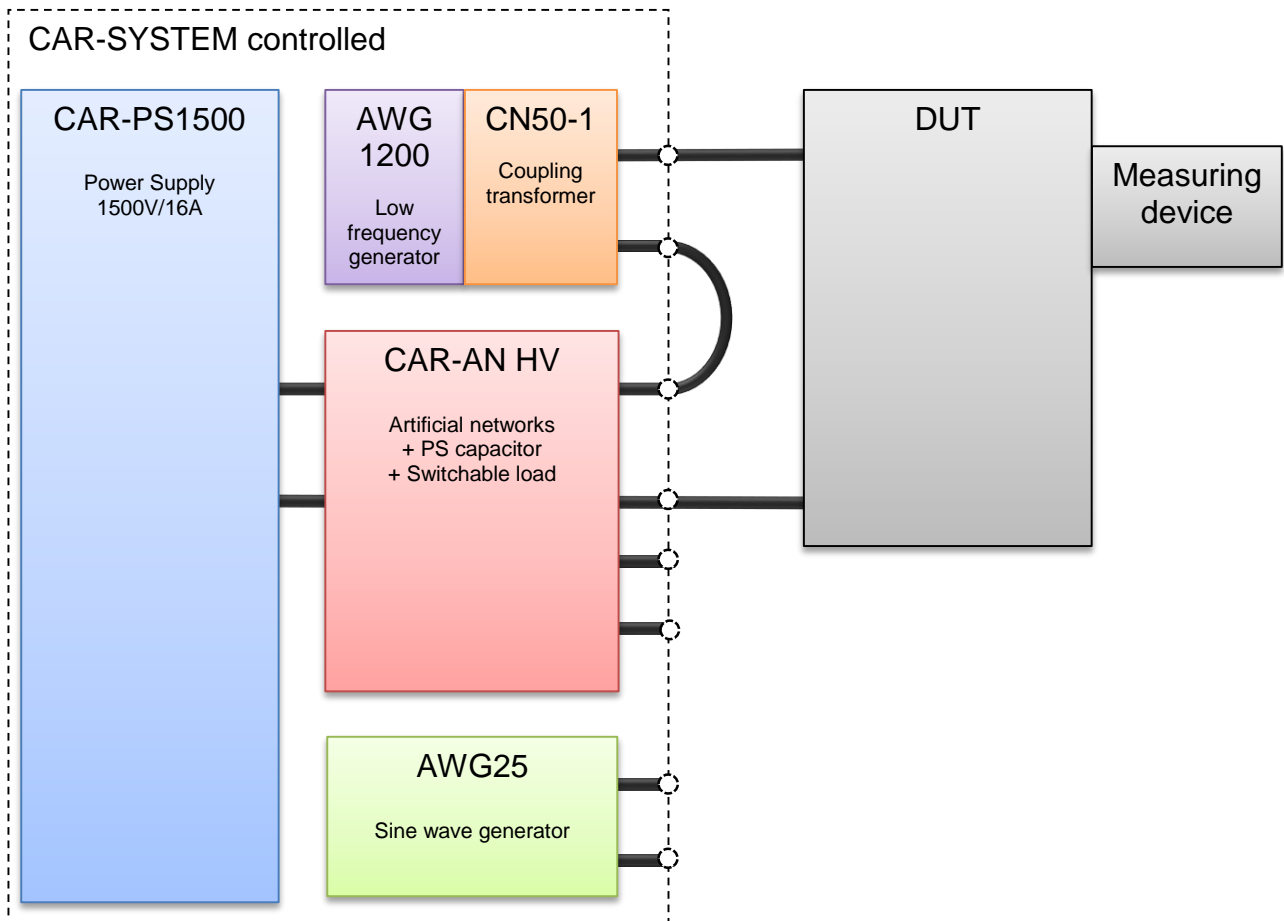 CAR-SYSTEM controlled
CAR-PS1500
Power Supply
1500V/16A
AWG
1200
Low
frequency
generator
CN50-1
Coupling
transformer
DUT
Measuring
device
CAR-AN HV
Artificial networks
+ PS capacitor
+ Switchable load
AWG25
Sine wave generator